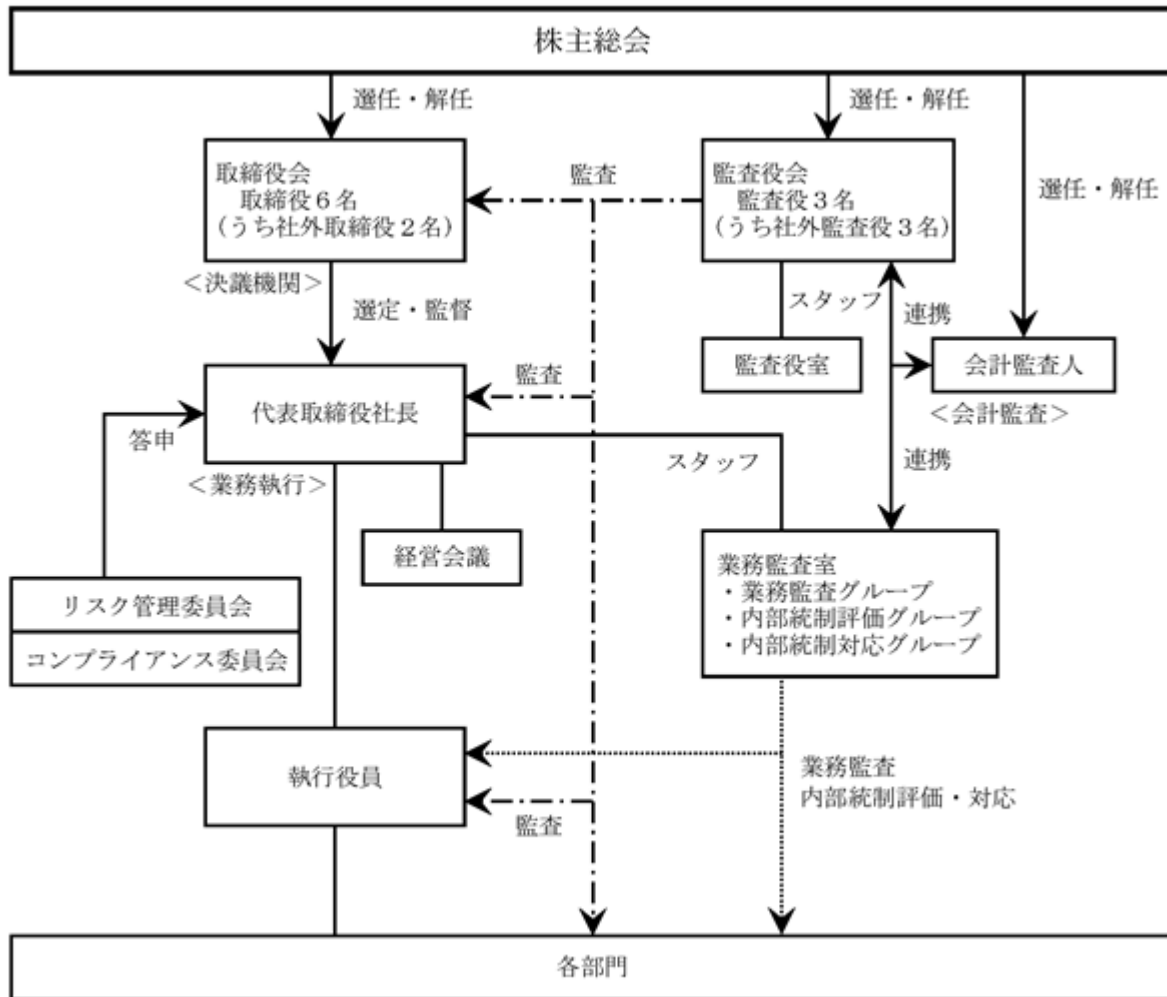 株主総会
選任・解任
選任・解任
選任・解任
取締役会
取締役6名
(うち社外取締役2名)
監査
監査役会
監査役3名
(うち社外監査役3名)
<決議機関>
選定・監督
スタッフ
連携
監査役室
会計監査人
<会計監査>
代表取締役社長
監査
答申
<業務執行>
スタッフ
連携
経営会議
業務監査室
・業務監査グループ
・内部統制評価グループ
・内部統制対応グループ
リスク管理委員会
コンプライアンス委員会
執行役員
監査
業務監査
内部統制評価・対応
各部門